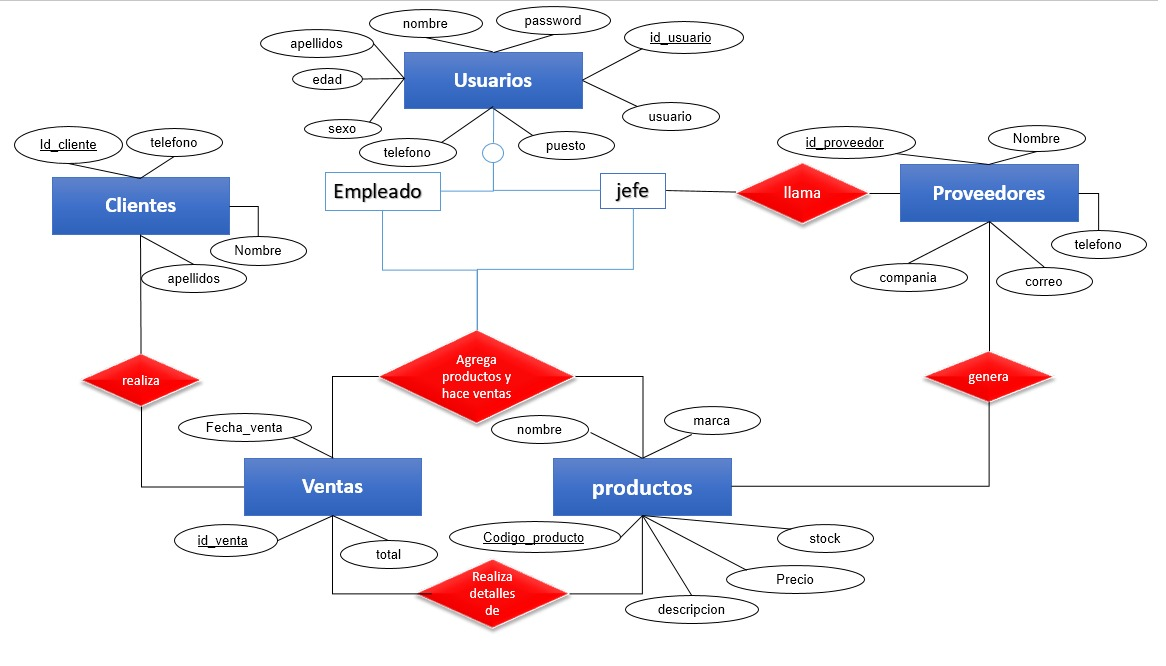 nombre
password
id_usuario
apellidos
edad
Usuarios
sexo
usuario
telefono
puesto
Id_cliente
telefono
id_proveedor
Nombre
Clientes
Empleado
jefe
llama
Proveedores
Nombre
apellidos
telefono
compania
correo
realiza
Agrega
productos y
hace ventas
genera
Fecha_venta
nombre
marca
Ventas
productos
id_venta
total
Codigo_producto
stock
Precio
descripcion
Realiza
detalles
de